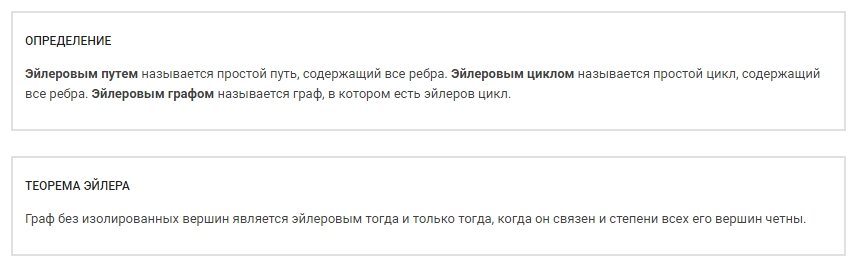 ОПРЕДЕЛЕНИЕ
Эйлеровым путем называется простой путь, содержащий все ребра. Эйлеровым циклом называется простой цикл, содержащий
все ребра. Эйлеровым графом называется граф, в котором есть эйлеров цикл.
ТЕОРЕМА ЭЙЛЕРА
Граф без изолированных вершин является эйлеровым тогда и только тогда, когда он связен и степени всех его вершин четны.